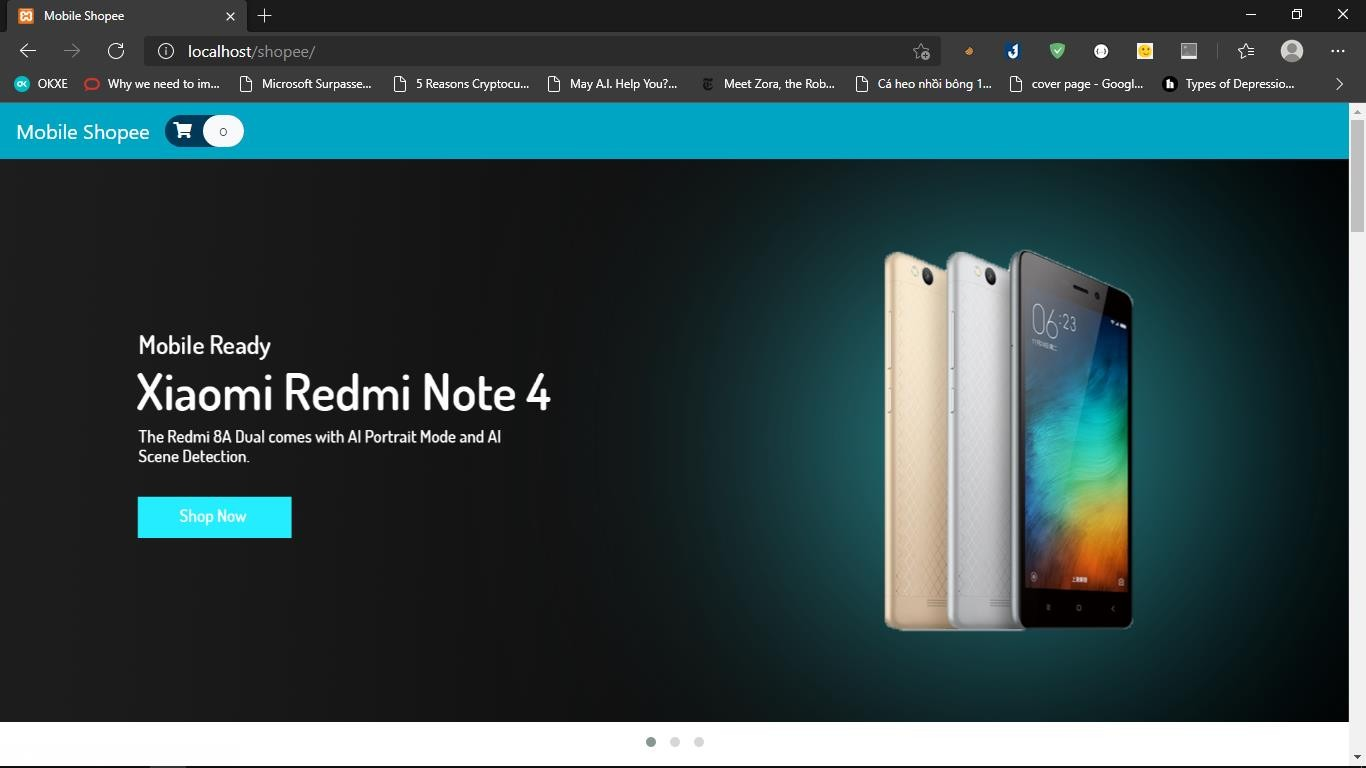 Mobile Shopee
localhost/shopee/
OKXE
Why we need to im...
Microsoft Surpasse...
5 Reasons Cryptocu...
May A.I. Help You?...
Meet Zora, the Rob...
Cá heo nhồi bông 1...
cover page - Googl...
Types of Depressio...
Mobile Shopee
0
06:23
Mobile Ready
Xiaomi Redmi Note 4
The Redmi 8A Dual comes with AI Portrait Mode and AI
Scene Detection.
Shop Now